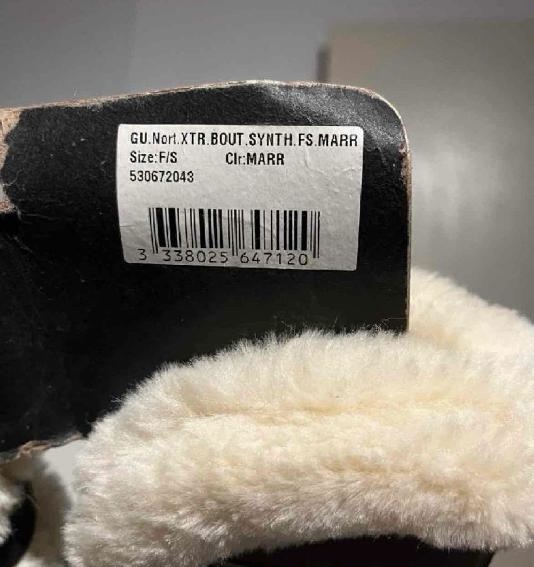 GU.Nort.XTR.BOUT.SYNTH.FS.MARR
Size:F/S Clr:MARR
530672043
3 338025 647120